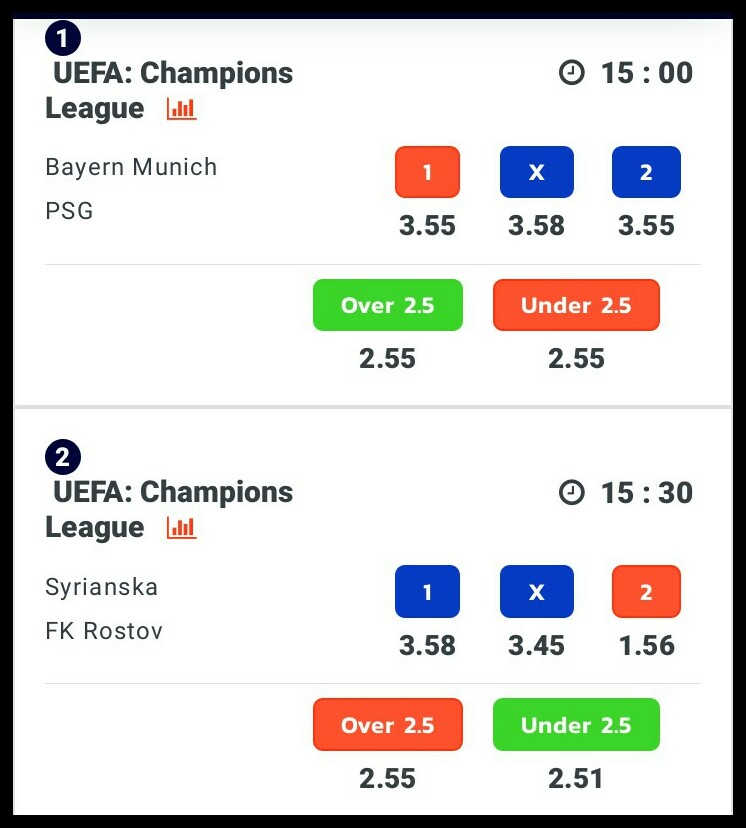 1
UEFA: Champions
League
15 : 00
Bayern Munich
PSG
1 X 2
3.55 3.58 3.55
Over 2.5 Under 2.5
2.55 2.55
2
UEFA: Champions
League
15 : 30
Syrianska
FK Rostov
1 X 2
3.58 3.45 1.56
Over 2.5 Under 2.5
2.55 2.51